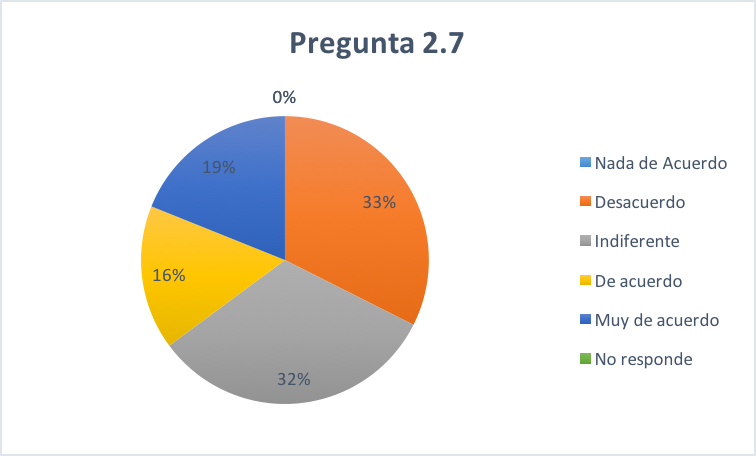 Pregunta 2.7
0%
19%
33%
16%
32%
Nada de Acuerdo
Desacuerdo
Indiferente
De acuerdo
Muy de acuerdo
No responde